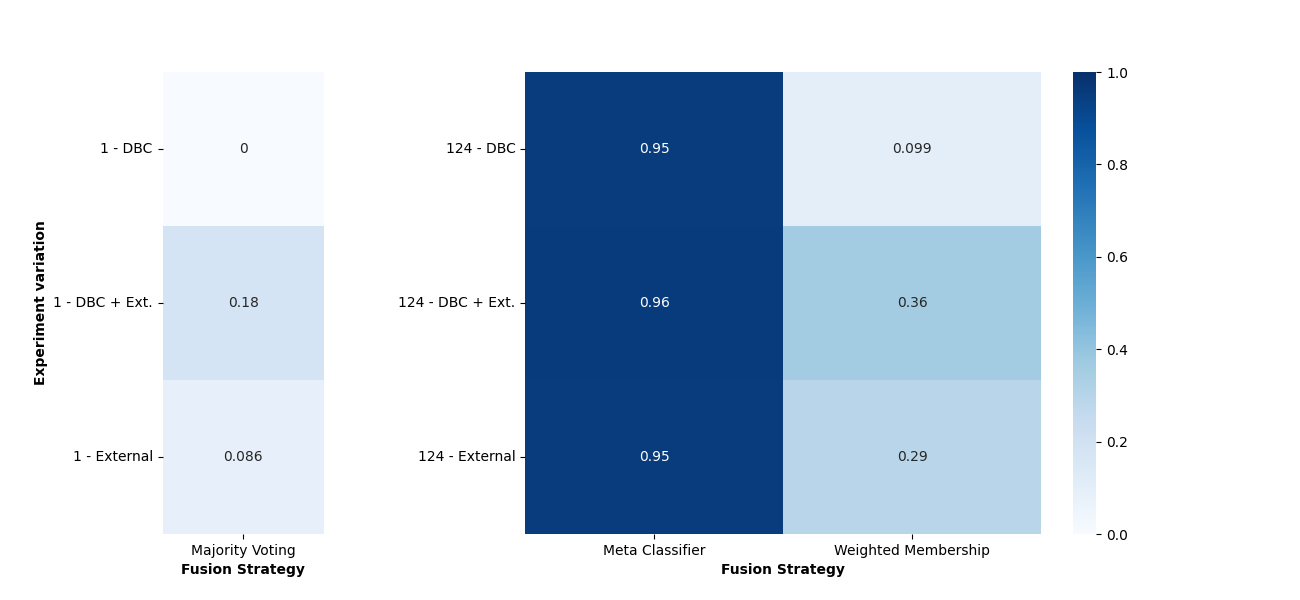 Experiment variation
1 - DBC
1 - DBC + Ext.
1 - External
0
0.18
0.086
Majority Voting
Fusion Strategy
124 - DBC
124 - DBC + Ext.
124 - External
0.95 0.099
0.96 0.36
0.95 0.29
Meta Classifier Weighted Membership
Fusion Strategy
1.0
0.8
0.6
0.4
0.2
0.0